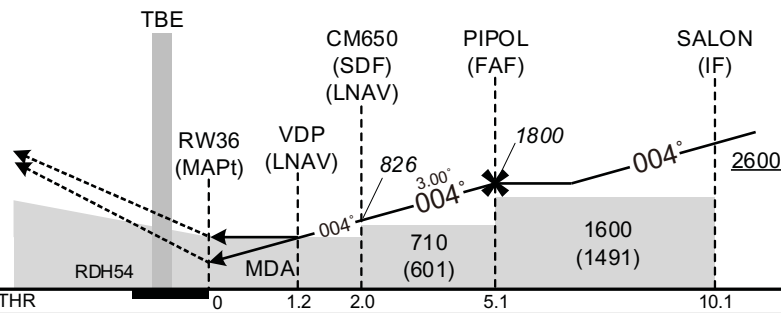 TBE
CM650
(SDF)
(LNAV)
PIPOL
(FAF)
SALON
(IF)
RW36
(MAPt)
VDP
(LNAV)
826
1800
3.00°
004°
004°
004°
2600
710
(601)
1600
(1491)
RDH54
MDA
THR
0
1.2
2.0
5.1
10.1